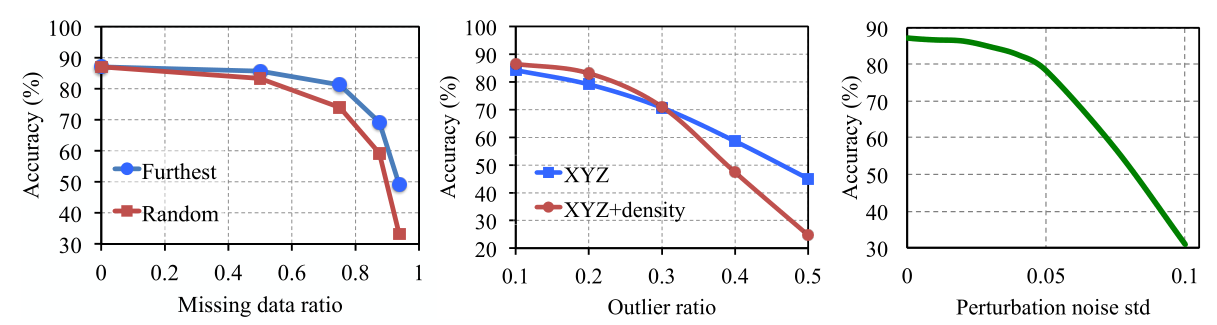 100
90
80
70
60
50
40
30
Accuracy (%)
Furthest
Random
0 0.2 0.4 0.6 0.8 1
Missing data ratio
100
90
80
70
60
50
40
30
20
Accuracy (%)
XYZ
XYZ+density
0.1 0.2 0.3 0.4 0.5
Outlier ratio
90
80
70
60
50
40
30
Accuracy (%)
0 0.05 0.1
Perturbation noise std